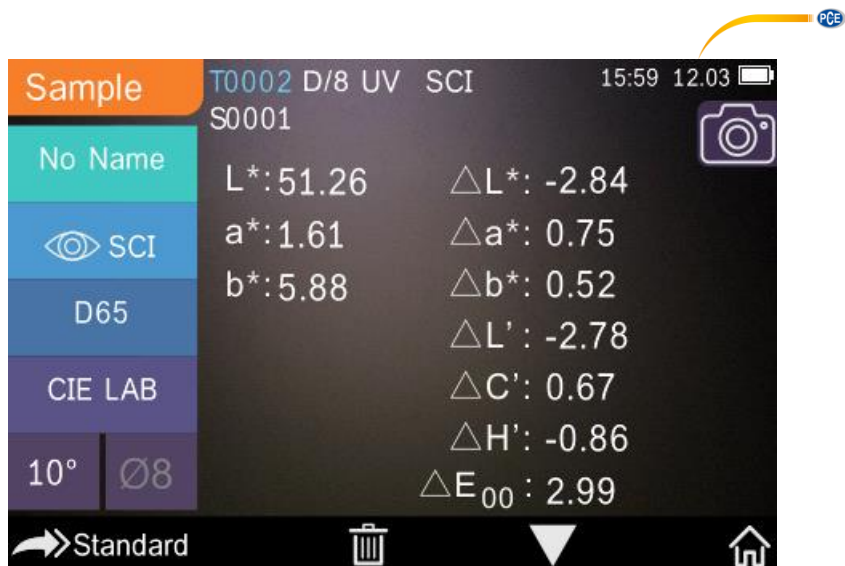 PCE
Sample
T0002 D/8 UV SCI 15:59 12.03
S0001
No Name
SCI
D65
CIE LAB
10° Ø8
L*:51.26
a*:1.61
b*:5.88
△L*: -2.84
△a*: 0.75
△b*: 0.52
△L’: -2.78
△C’: 0.67
△H’: -0.86
△E00 : 2.99
Standard